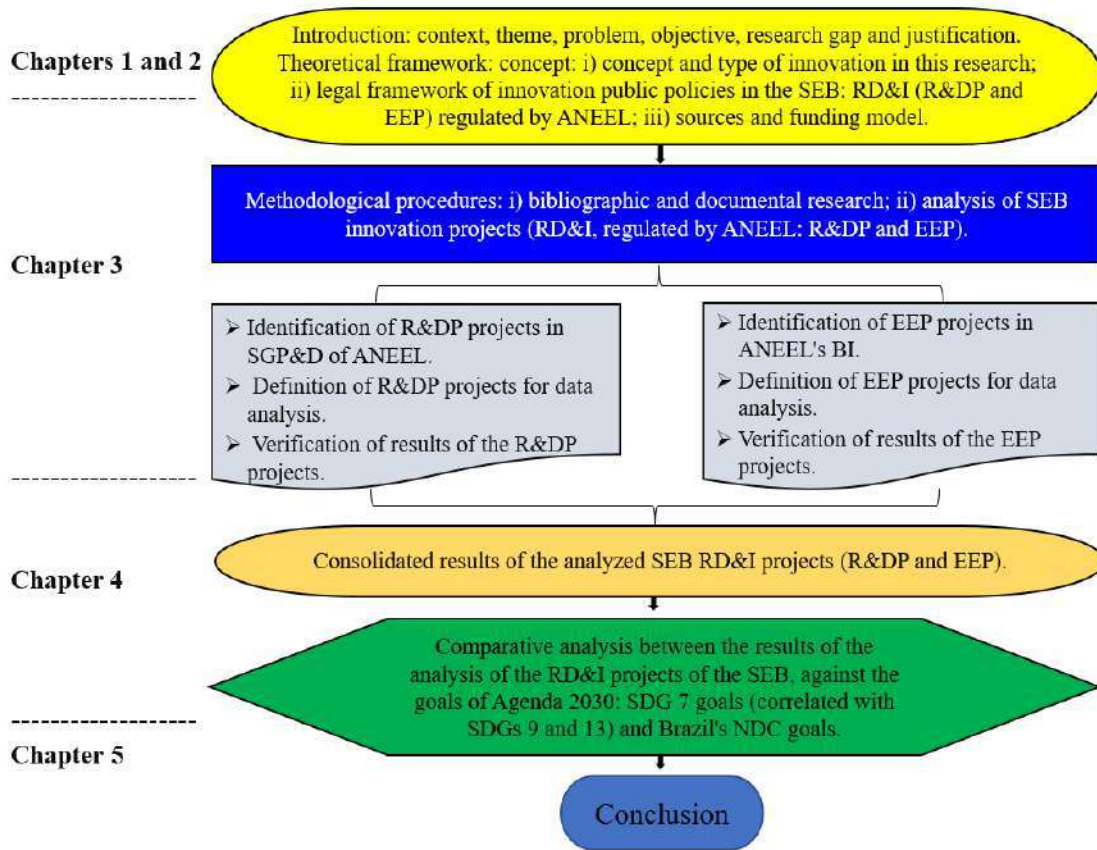 Chapters 1 and 2
Introduction: context, theme, problem, objective, research gap and justification.
Theoretical framework: concept: i) concept and type of innovation in this research;
ii) legal framework of innovation public policies in the SEB: RD&I (R&DP and
EEP) regulated by ANEEL; iii) sources and funding model.
Chapter 3
Methodological procedures: i) bibliographic and documental research; ii) analysis of SEB
innovation projects (RD&I, regulated by ANEEL: R&DP and EEP).
➢ Identification of R&DP projects in
SGP&D of ANEEL.
➢ Definition of R&DP projects for data
analysis.
➢ Verification of results of the R&DP
projects.
➢ Identification of EEP projects in
ANEEL's BI.
➢ Definition of EEP projects for data
analysis.
➢ Verification of results of the EEP
projects.
Chapter 4
Consolidated results of the analyzed SEB RD&I projects (R&DP and EEP).
Comparative analysis between the results of the
analysis of the RD&I projects of the SEB, against the
goals of Agenda 2030: SDG 7 goals (correlated with
SDGs 9 and 13) and Brazil's NDC goals.
Chapter 5
Conclusion